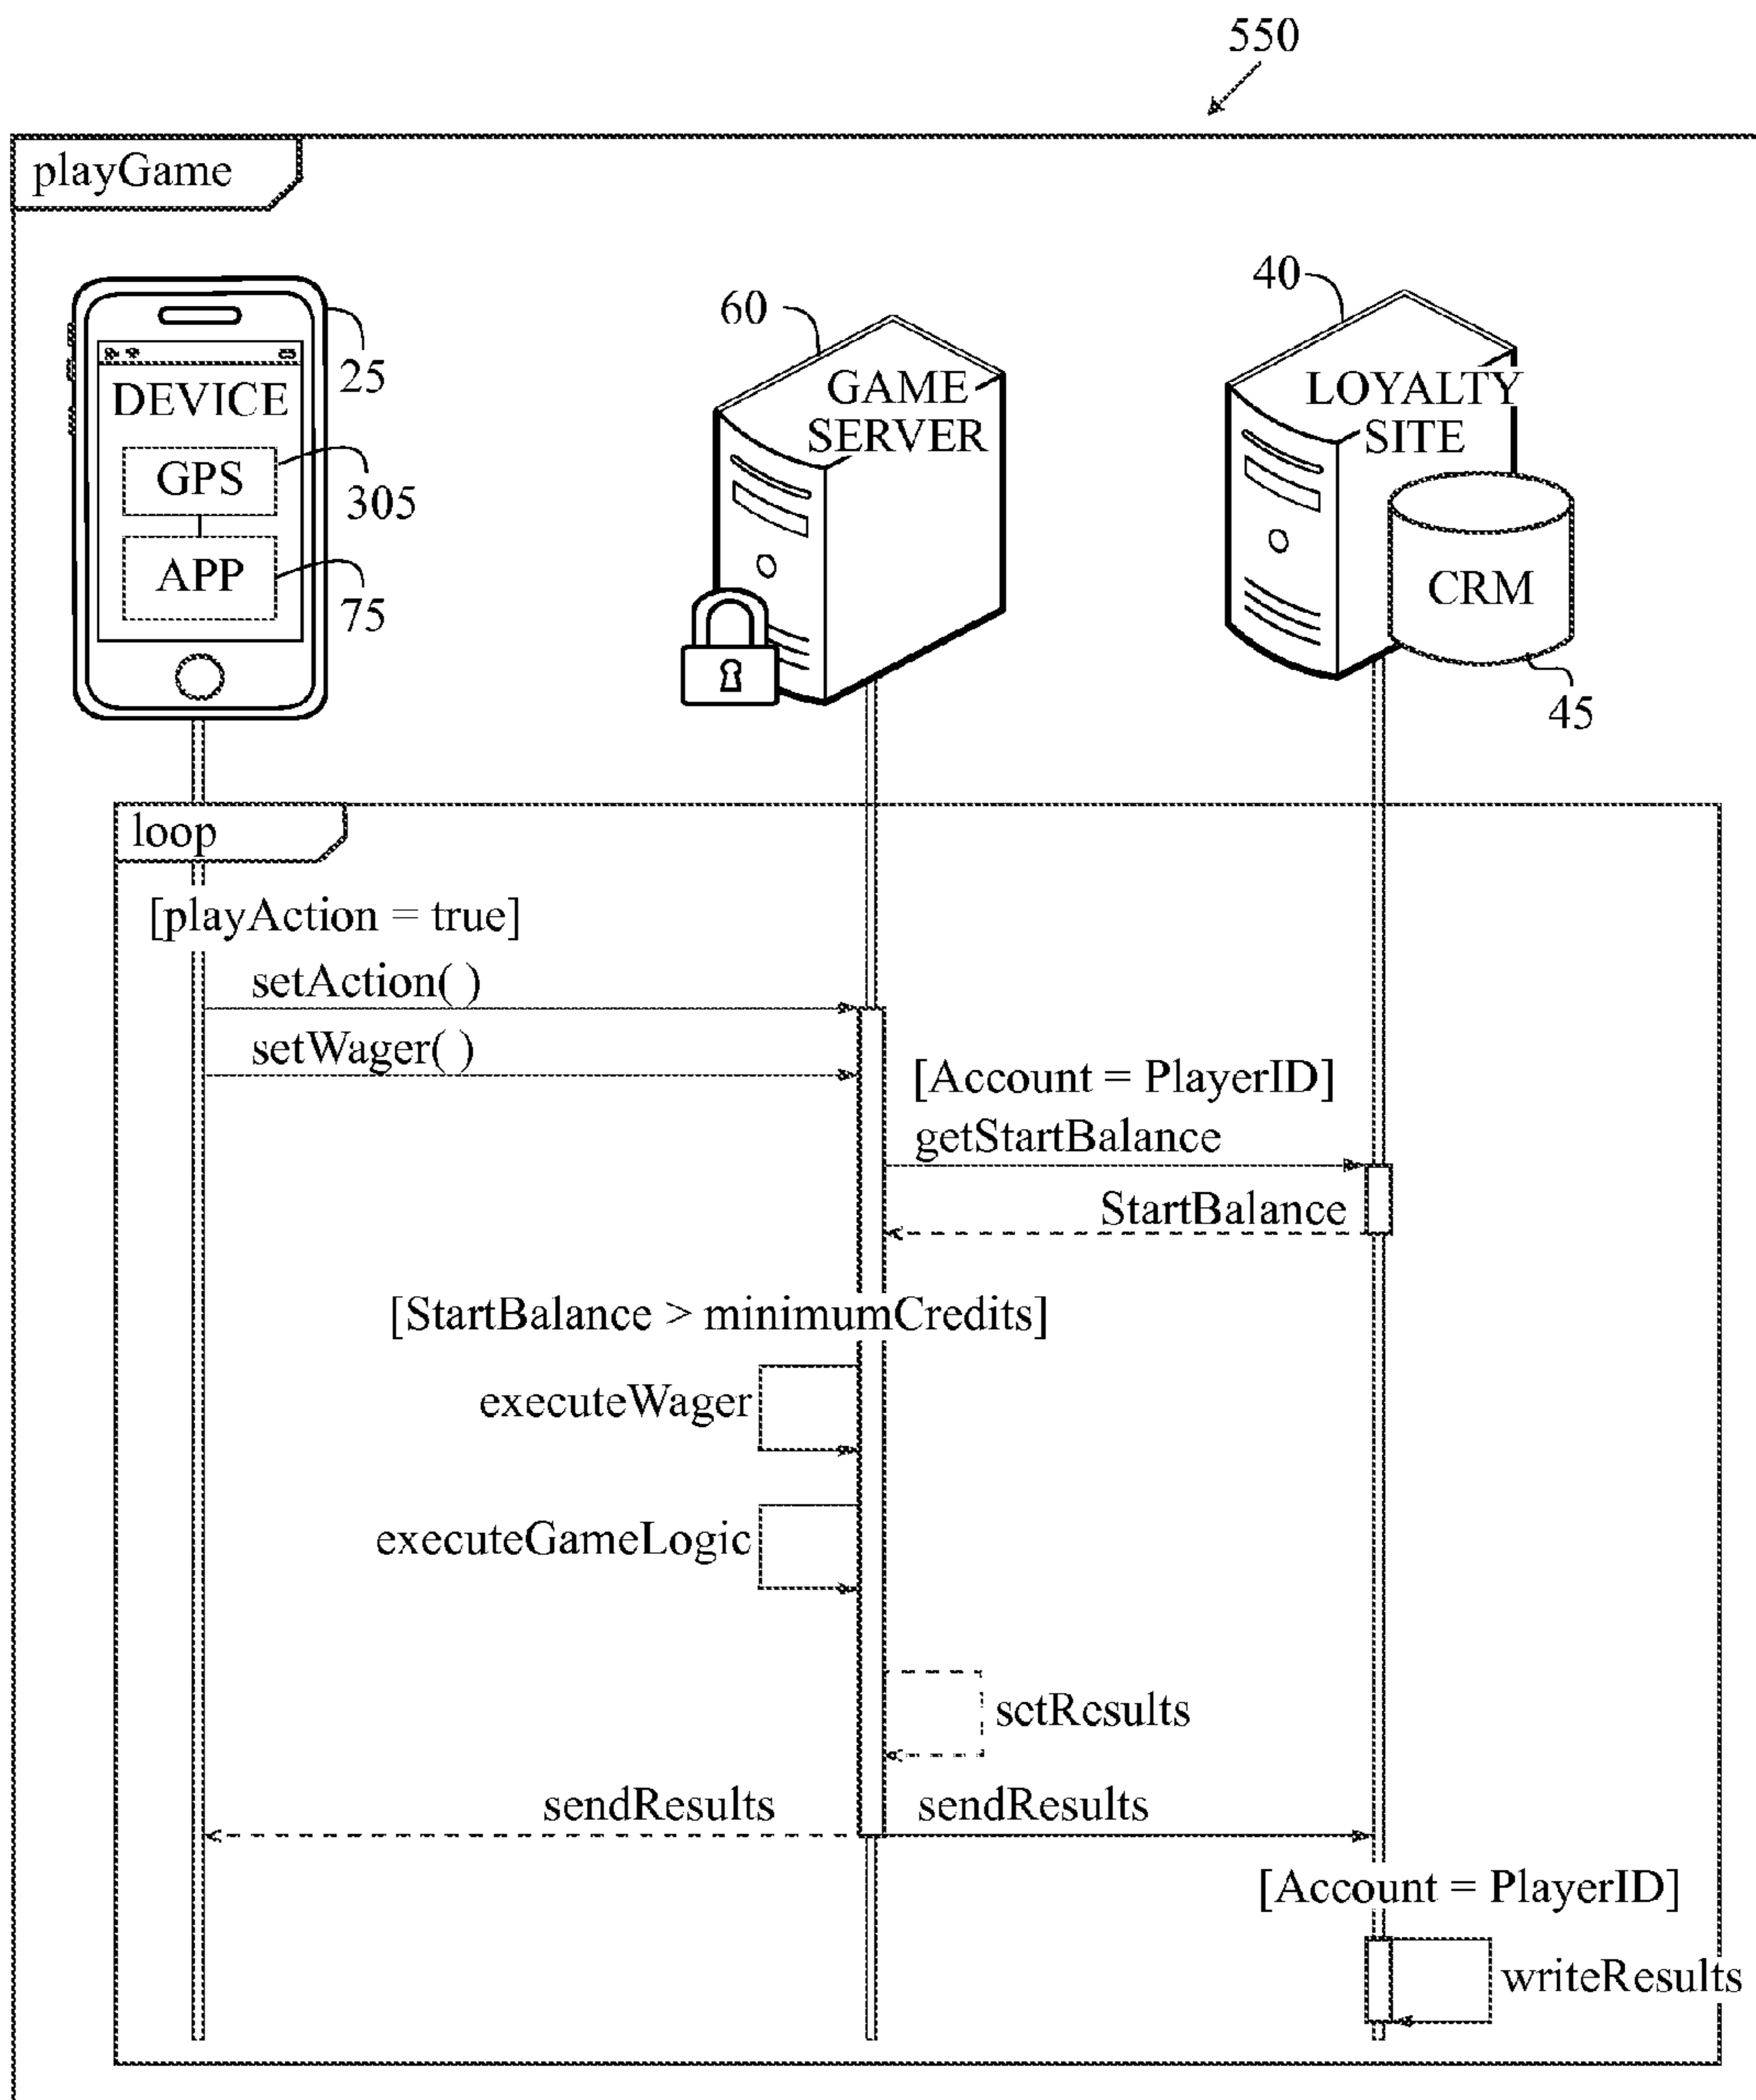 550
playGame
25
DEVICE
GPS
305
APP
75
60
GAME
SERVER
40
LOYALTY
SITE
CRM
45
loop
[playAction = true]
setAction( )
setWager( )
[Account = PlayerID]
getStartBalance
StartBalance
[StartBalance > minimumCredits]
executeWager
executeGameLogic
setResults
sendResults
sendResults
[Account = PlayerID]
writeResults